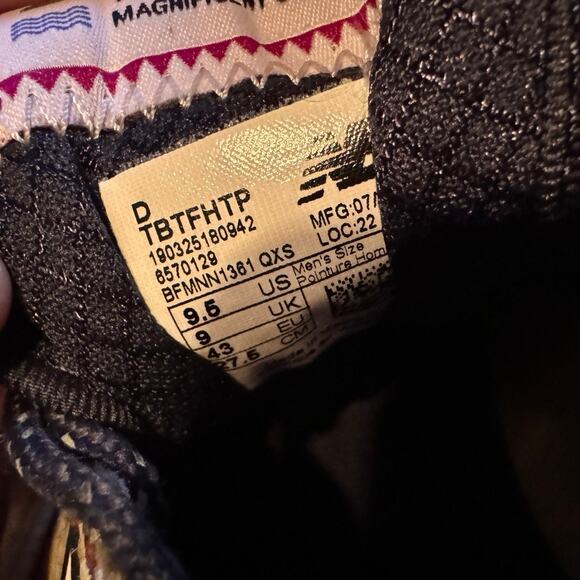 MAGNIFICENT
D
TBTFHTP
190325180942
6570129
BFMNN1361 QXS
MFG:07/
LOC:22
9.5 US Men's Size
9 UK Pointure Hom
43 EU
27.5 CM